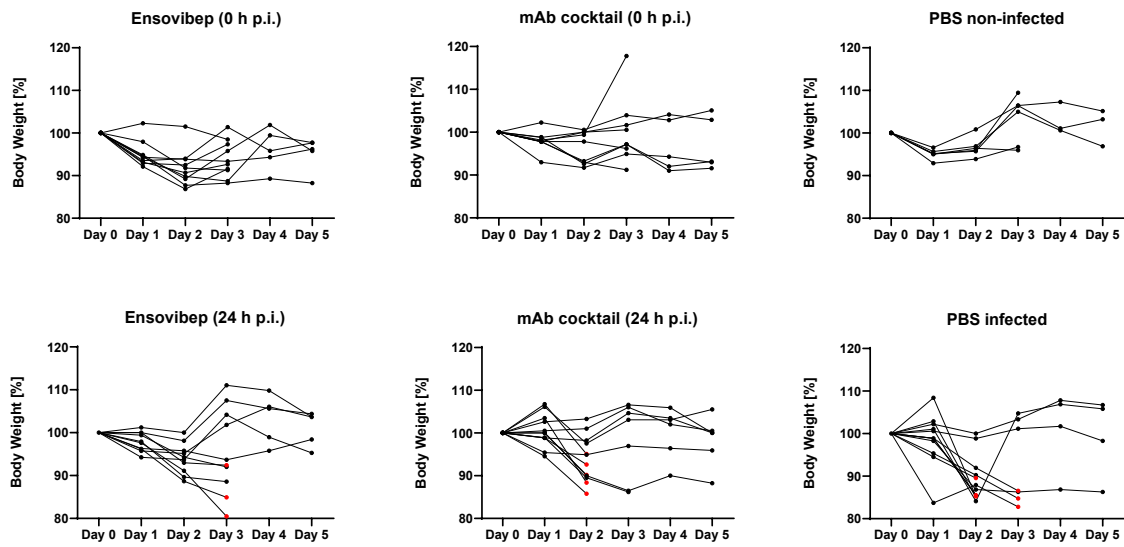 Ensovibep (0 h p.i.)
Body Weight [%]
120
100
90
80
Day 0 Day 1 Day 2 Day 3 Day 4 Day 5
mAb cocktail (0 h p.i.)
Body Weight [%]
120
110
100
90
80
Day 0 Day 1 Day 2 Day 3 Day 4 Day 5
PBS non-infected
Body Weight [%]
120
110
100
90
80
Day 0 Day 1 Day 2 Day 3 Day 4 Day 5
Ensovibep (24 h p.i.)
Body Weight [%]
120
110
100
90
80
Day 0 Day 1 Day 2 Day 3 Day 4 Day 5
mAb cocktail (24 h p.i.)
Body Weight [%]
120
110
100
90
80
Day 0 Day 1 Day 2 Day 3 Day 4 Day 5
PBS infected
Body Weight [%]
120
110
100
90
80
Day 0 Day 1 Day 2 Day 3 Day 4 Day 5